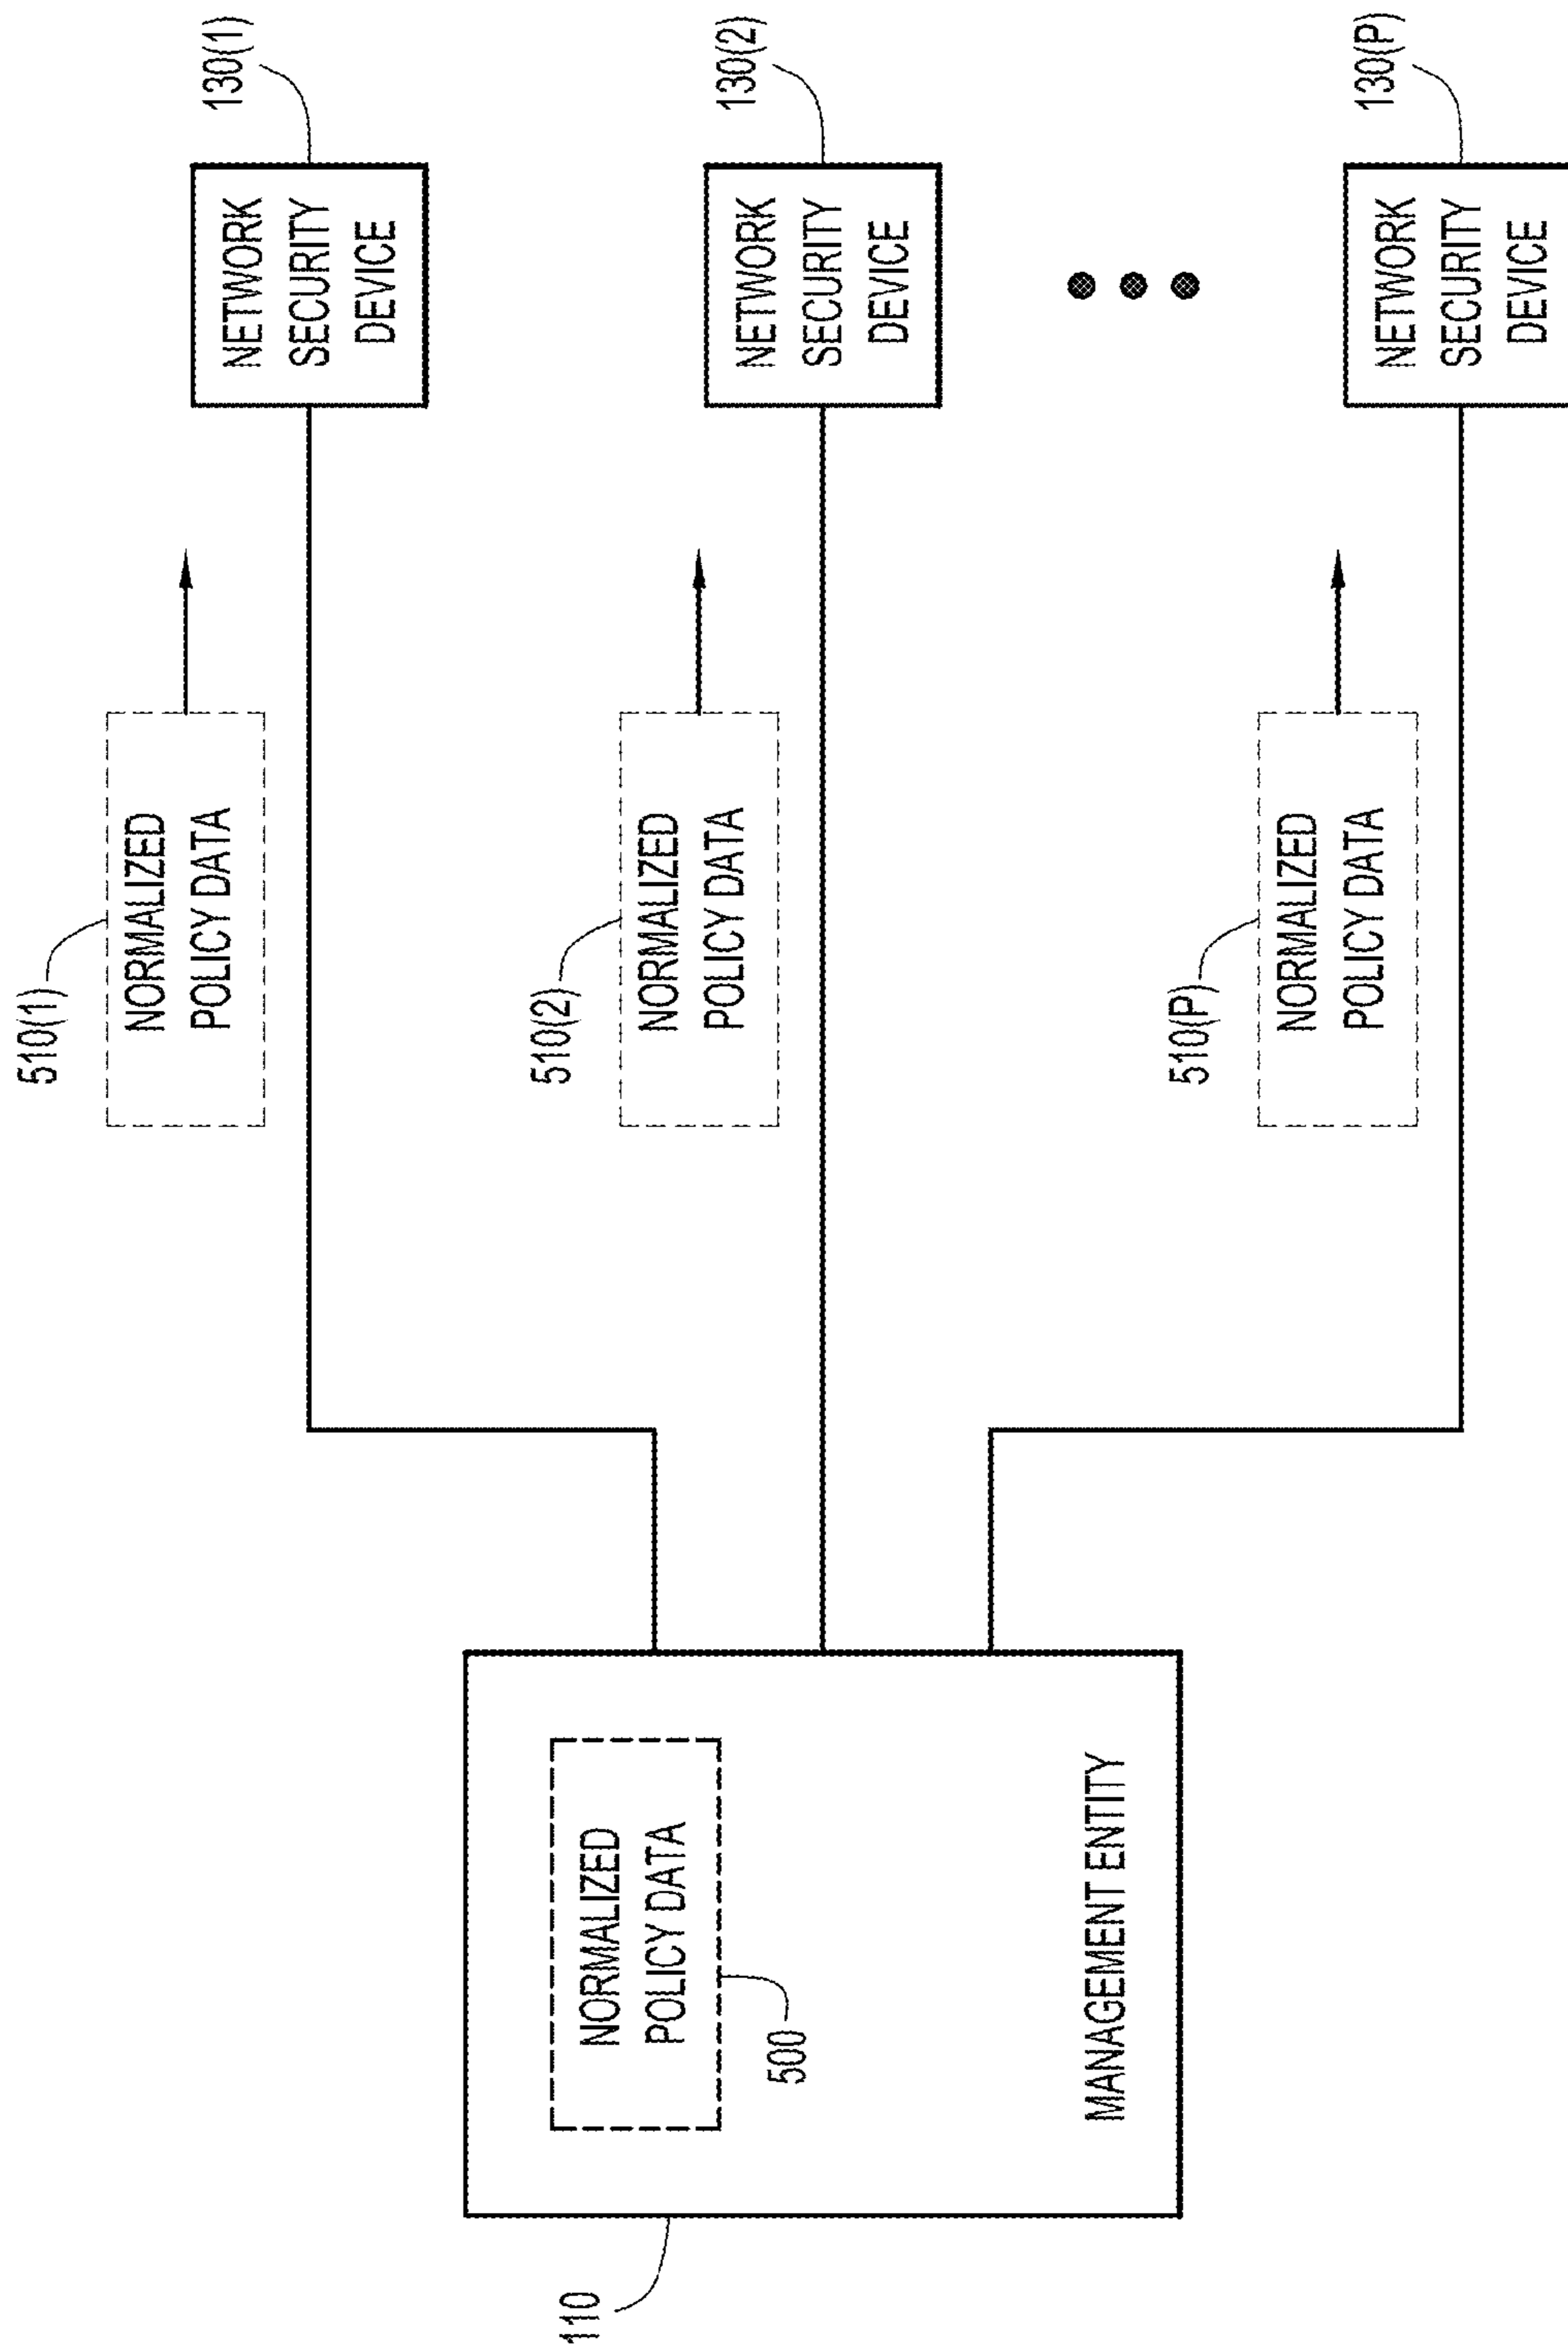 110
NORMALIZED
POLICY DATA
500
MANAGEMENT ENTITY
510(1)
NORMALIZED
POLICY DATA
130(1)
NETWORK
SECURITY
DEVICE
510(2)
NORMALIZED
POLICY DATA
130(2)
NETWORK
SECURITY
DEVICE
510(P)
NORMALIZED
POLICY DATA
130(P)
NETWORK
SECURITY
DEVICE